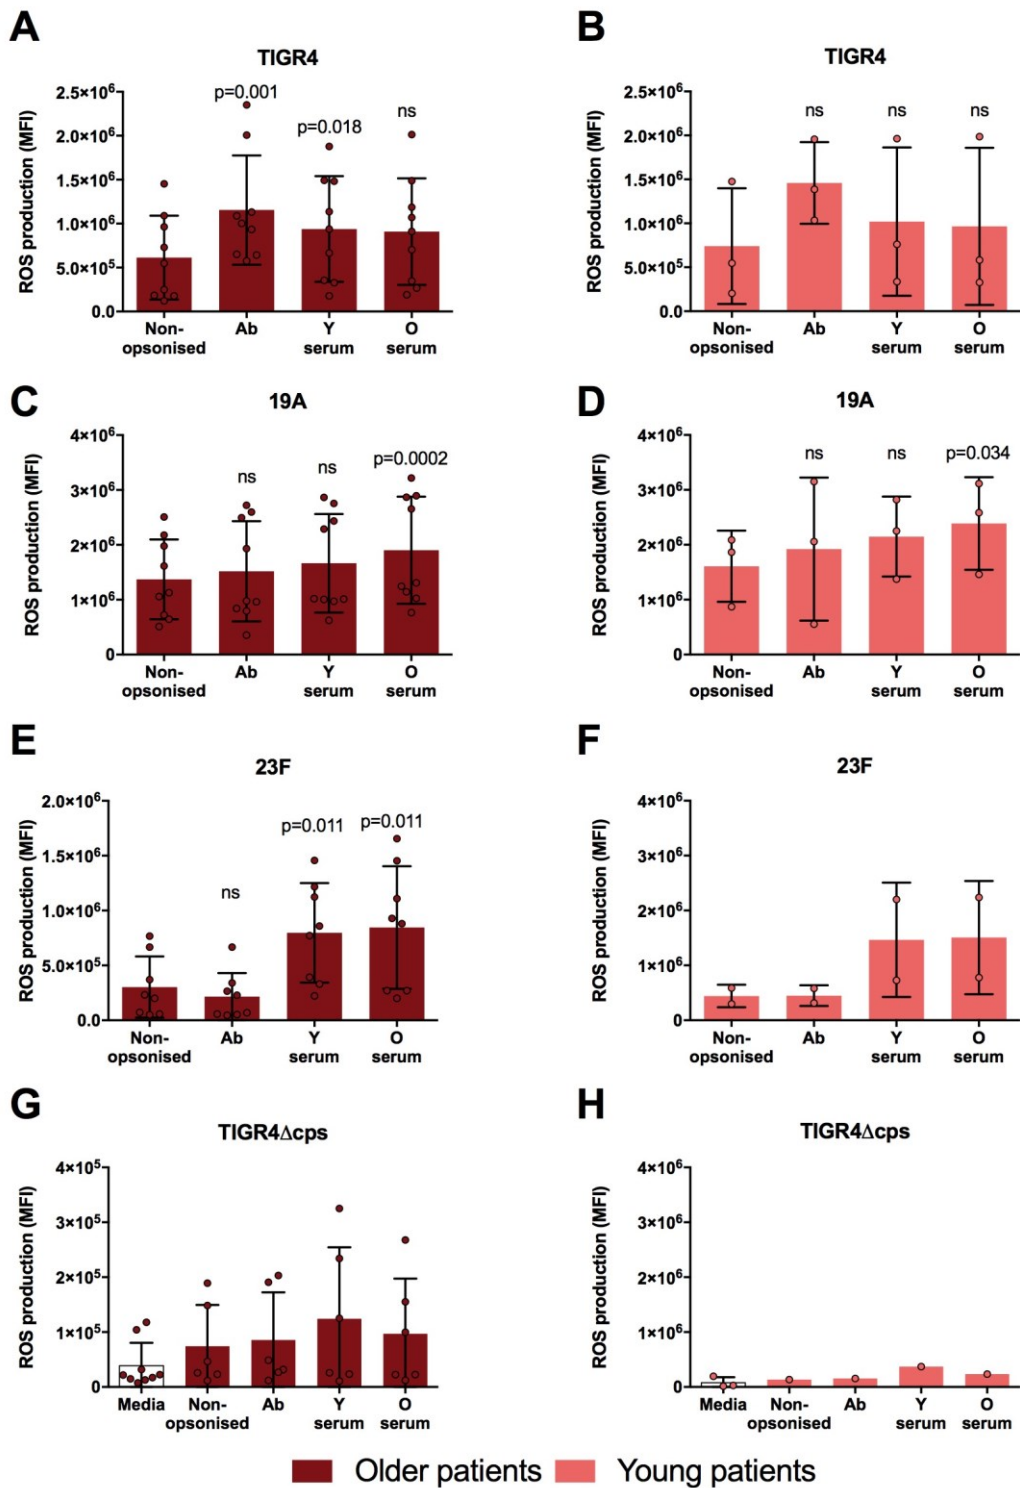 A
TIGR4
ROS production (MFI)
2.5×10⁶
2.0×10⁶
1.5×10⁶
1.0×10⁶
5.0×10⁵
0.0
p=0.001
p=0.018
ns
Non-opsonised
Ab
Y serum
O serum
B
TIGR4
ROS production (MFI)
2.5×10⁶
2.0×10⁶
1.5×10⁶
1.0×10⁶
5.0×10⁵
0.0
ns
ns
ns
Non-opsonised
Ab
Y serum
O serum
C
19A
ROS production (MFI)
4×10⁶
3×10⁶
2×10⁶
1×10⁶
0
ns
ns
p=0.0002
Non-opsonised
Ab
Y serum
O serum
D
19A
ROS production (MFI)
4×10⁶
3×10⁶
2×10⁶
1×10⁶
0
ns
ns
p=0.034
Non-opsonised
Ab
Y serum
O serum
E
23F
ROS production (MFI)
2.0×10⁶
1.5×10⁶
1.0×10⁶
5.0×10⁵
0.0
ns
p=0.011
p=0.011
Non-opsonised
Ab
Y serum
O serum
F
23F
ROS production (MFI)
4×10⁶
3×10⁶
2×10⁶
1×10⁶
0
Non-opsonised
Ab
Y serum
O serum
G
TIGR4Δcps
ROS production (MFI)
4×10⁵
3×10⁵
2×10⁵
1×10⁵
0
Media
Non-opsonised
Ab
Y serum
O serum
H
TIGR4Δcps
ROS production (MFI)
4×10⁶
3×10⁶
2×10⁶
1×10⁶
0
Media
Non-opsonised
Ab
Y serum
O serum
Older patients
Young patients